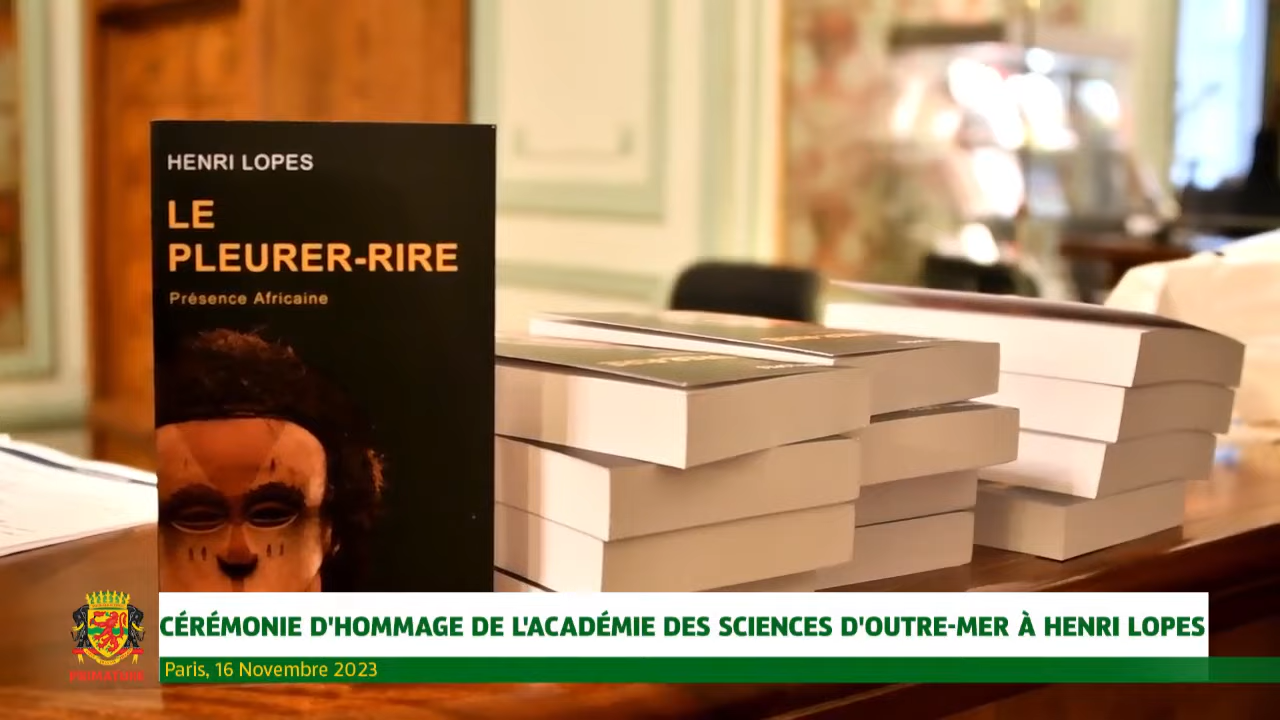 HENRI LOPES
LE
PLEURER-RIRE
Présence Africaine
CÉRÉMONIE D'HOMMAGE DE L'ACADÉMIE DES SCIENCES D'OUTRE-MER À HENRI LOPES
Paris, 16 Novembre 2023
PRIMATURE